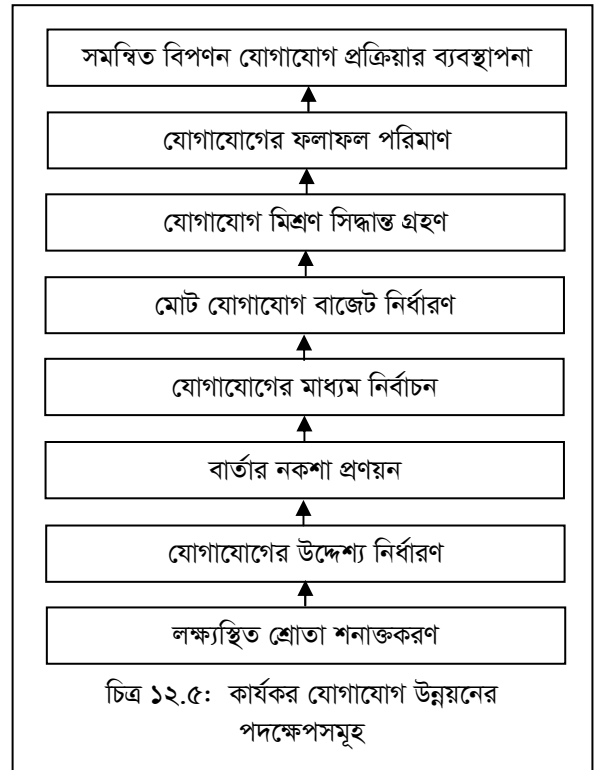 সমন্বিত বিপণন যোগাযোগ প্রক্রিয়ার ব্যবস্থাপনা
যোগাযোগের ফলাফল পরিমাণ
যোগাযোগ মিশ্রণ সিদ্ধান্ত গ্রহণ
মোট যোগাযোগ বাজেট নির্ধারণ
যোগাযোগের মাধ্যম নির্বাচন
বার্তার নকশা প্রণয়ন
যোগাযোগের উদ্দেশ্য নির্ধারণ
লক্ষ্যস্থিত শ্রোতা শনাক্তকরণ
চিত্র ১২.৫: কার্যকর যোগাযোগ উন্নয়নের
পদক্ষেপসমূহ